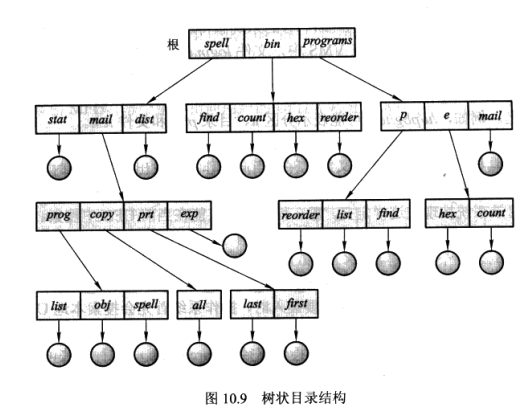 根 spell bin programs
stat mail dist find count hex reorder p e mail
prog copy prt exp reorder list find hex count
list obj spell all last first
图 10.9 树状目录结构